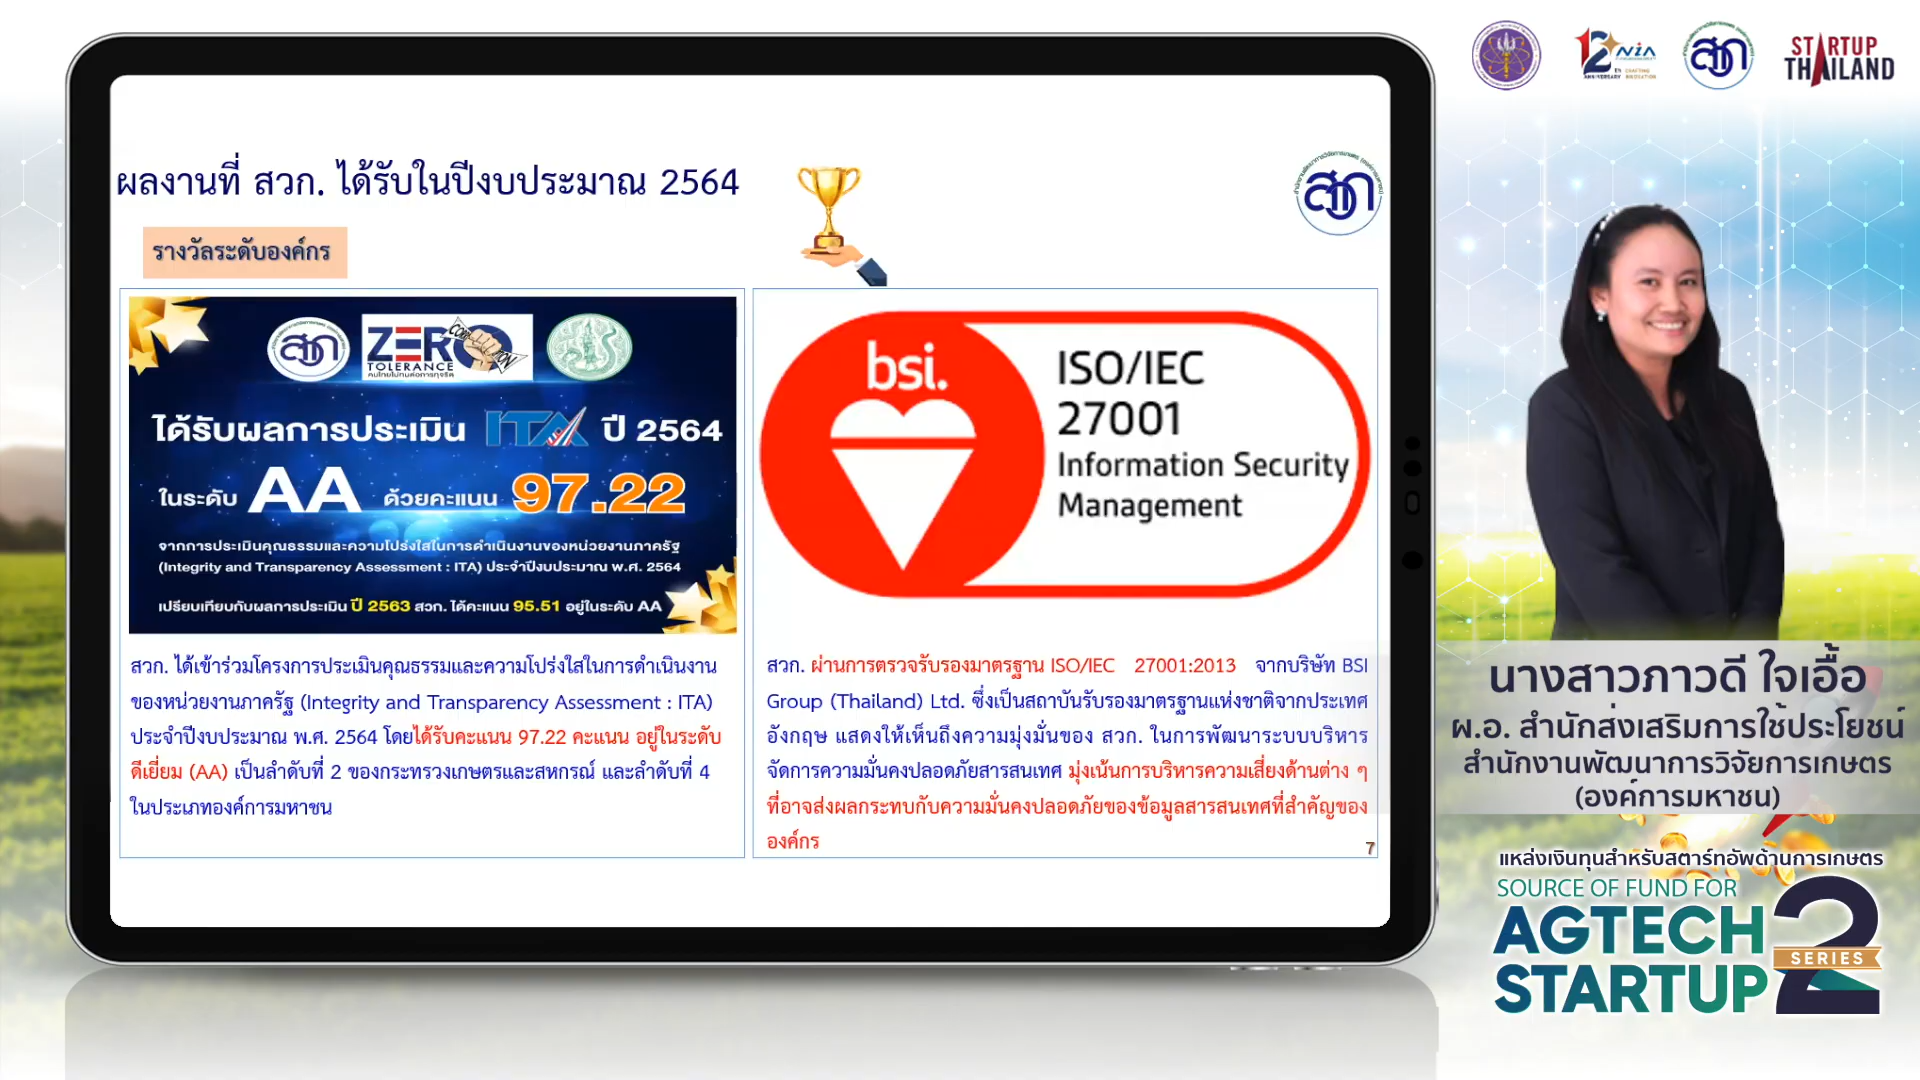 ผลงานที่ สวก. ได้รับในปีงบประมาณ 2564
รางวัลระดับองค์กร
สวก
ZERO
CORRUPTION
TOLERANCE
คนไทยไม่ทนต่อการทุจริต
ได้รับผลการประเมิน ITA ปี 2564
ในระดับ AA ด้วยคะแนน 97.22
จากการประเมินคุณธรรมและความโปร่งใสในการดำเนินงานของหน่วยงานภาครัฐ
(Integrity and Transparency Assessment : ITA) ประจำปีงบประมาณ พ.ศ. 2564
เปรียบเทียบกับผลการประเมิน ปี 2563 สวก. ได้คะแนน 95.51 อยู่ในระดับ AA
สวก. ได้เข้าร่วมโครงการประเมินคุณธรรมและความโปร่งใสในการดำเนินงาน
ของหน่วยงานภาครัฐ (Integrity and Transparency Assessment : ITA)
ประจำปีงบประมาณ พ.ศ. 2564 โดยได้รับคะแนน 97.22 คะแนน อยู่ในระดับ
ดีเยี่ยม (AA) เป็นลำดับที่ 2 ของกระทรวงเกษตรและสหกรณ์ และลำดับที่ 4
ในประเภทองค์การมหาชน
bsi.
ISO/IEC
27001
Information Security
Management
สวก. ผ่านการตรวจรับรองมาตรฐาน ISO/IEC 27001:2013 จากบริษัท BSI
Group (Thailand) Ltd. ซึ่งเป็นสถาบันรับรองมาตรฐานแห่งชาติจากประเทศ
อังกฤษ แสดงให้เห็นถึงความมุ่งมั่นของ สวก. ในการพัฒนาระบบบริหาร
จัดการความมั่นคงปลอดภัยสารสนเทศ มุ่งเน้นการบริหารความเสี่ยงด้านต่าง ๆ
ที่อาจส่งผลกระทบกับความมั่นคงปลอดภัยของข้อมูลสารสนเทศที่สำคัญของ
องค์กร
7
สวก
12 TH NIA
ANNIVERSARY
สวก
STARTUP
THAILAND
นางสาวภาวดี ใจเอื้อ
ผ.อ. สำนักส่งเสริมการใช้ประโยชน์
สำนักงานพัฒนาการวิจัยการเกษตร
(องค์การมหาชน)
แหล่งเงินทุนสำหรับสตาร์ทอัพด้านการเกษตร
SOURCE OF FUND FOR
AGTECH
STARTUP
2
SERIES